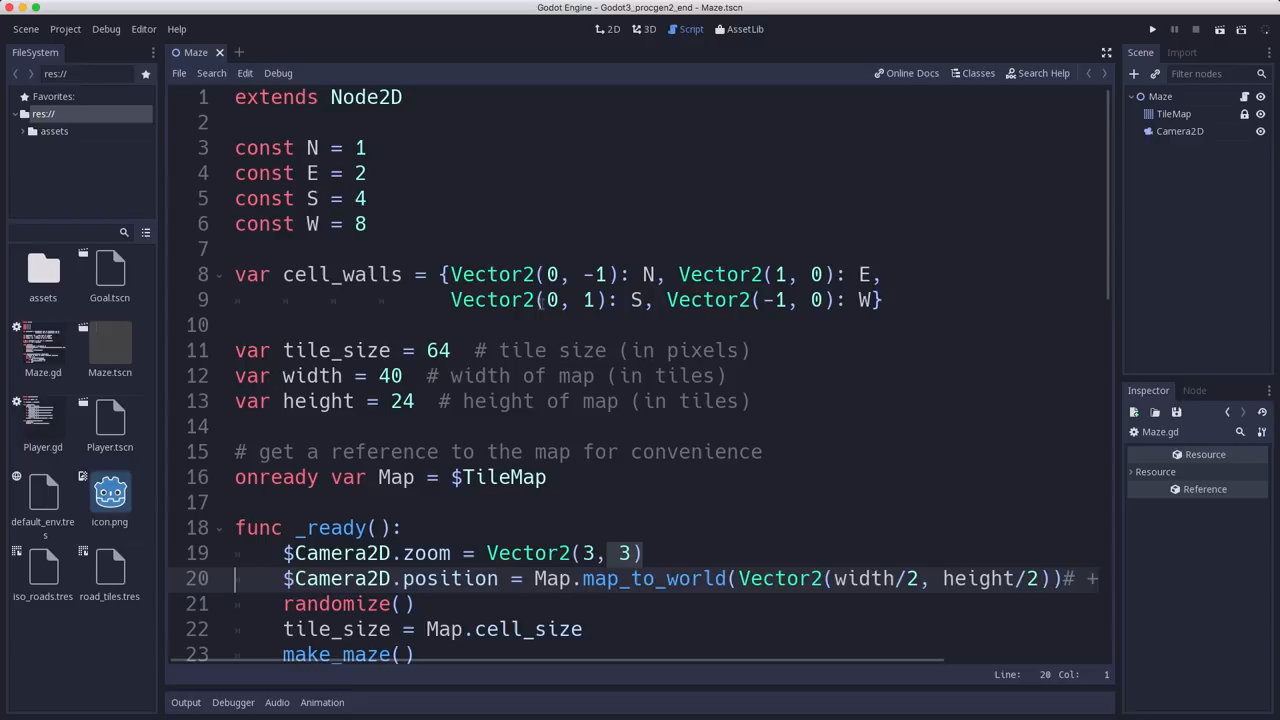 Godot Engine - Godot3_procgen2_end - Maze.tscn
Scene Project Debug Editor Help
2D 3D Script AssetLib
FileSystem
res://
Favorites:
res://
assets
assets
Goal.tscn
Maze.gd
Maze.tscn
Player.gd
Player.tscn
default_env.tre
s
icon.png
iso_roads.tres
road_tiles.tres
Maze
File Search Edit Debug
Online Docs Classes Search Help
1 extends Node2D
2
3 const N = 1
4 const E = 2
5 const S = 4
6 const W = 8
7
8 var cell_walls = {Vector2(0, -1): N, Vector2(1, 0): E,
9 Vector2(0, 1): S, Vector2(-1, 0): W}
10
11 var tile_size = 64 # tile size (in pixels)
12 var width = 40 # width of map (in tiles)
13 var height = 24 # height of map (in tiles)
14
15 # get a reference to the map for convenience
16 onready var Map = $TileMap
17
18 func _ready():
19 $Camera2D.zoom = Vector2(3, 3)
20 $Camera2D.position = Map.map_to_world(Vector2(width/2, height/2))# +
21 randomize()
22 tile_size = Map.cell_size
23 make_maze()
Line: 20 Col: 1
Output Debugger Audio Animation
Scene Import
Filter nodes
Maze
TileMap
Camera2D
Inspector Node
Maze.gd
Resource
Resource
Reference